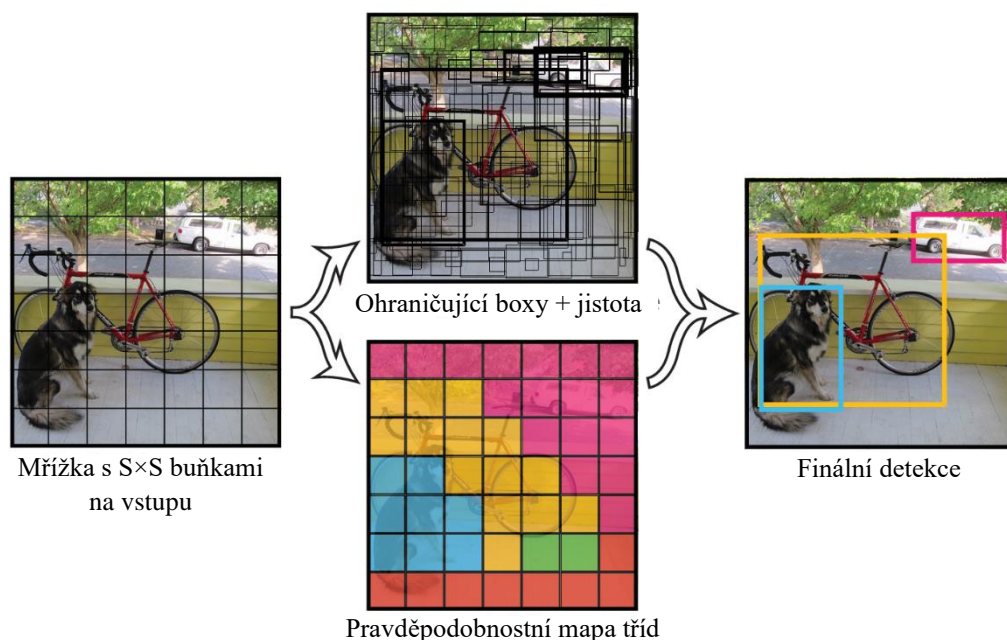 Ohraničující boxy + jistota
Mřížka s S×S buňkami
na vstupu
Finální detekce
Pravděpodobnostní mapa tříd